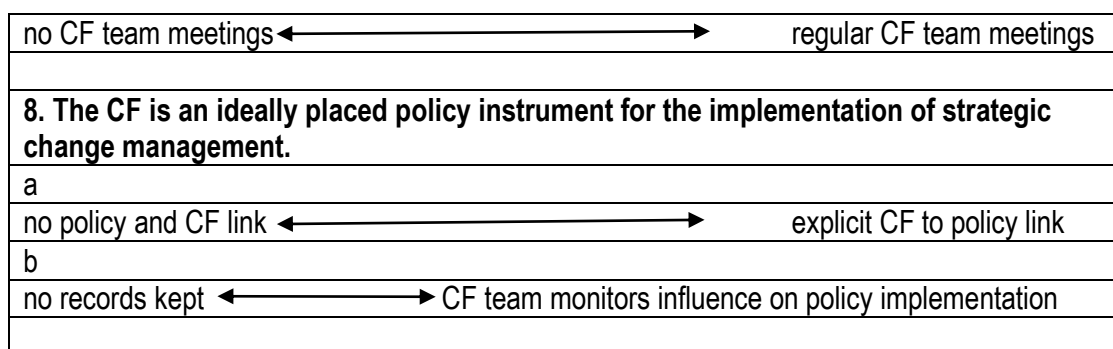 no CF team meetings regular CF team meetings
8. The CF is an ideally placed policy instrument for the implementation of strategic
change management.
a
no policy and CF link explicit CF to policy link
b
no records kept CF team monitors influence on policy implementation